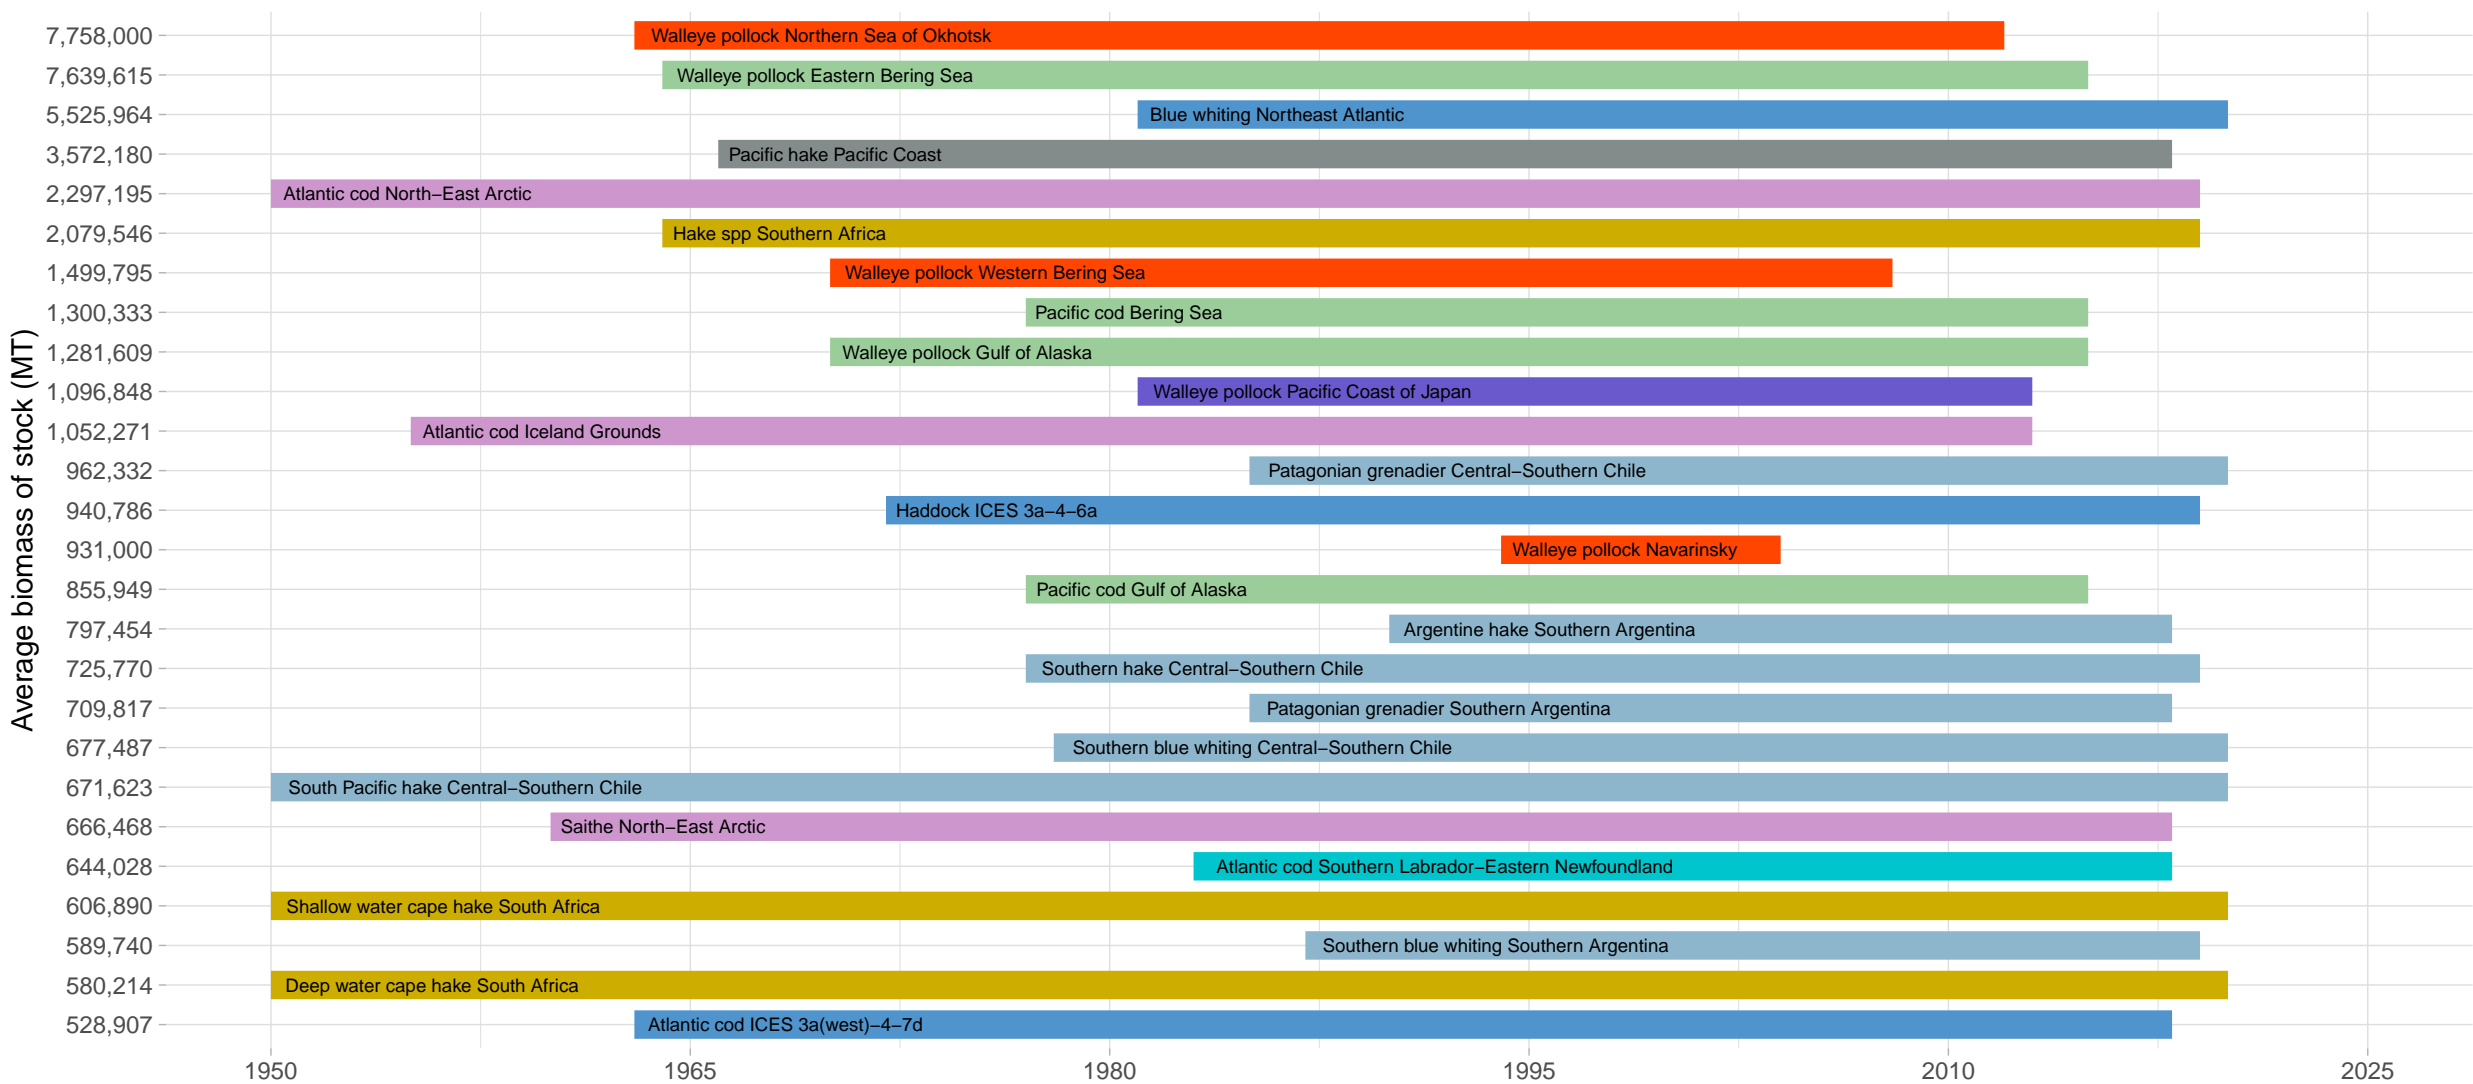 7,758,000 Walleye pollock Northern Sea of Okhotsk
7,639,615 Walleye pollock Eastern Bering Sea
5,525,964 Blue whiting Northeast Atlantic
3,572,180 Pacific hake Pacific Coast
2,297,195 Atlantic cod North−East Arctic
2,079,546 Hake spp Southern Africa
1,499,795 Walleye pollock Western Bering Sea
1,300,333 Pacific cod Bering Sea
1,281,609 Walleye pollock Gulf of Alaska
1,096,848 Walleye pollock Pacific Coast of Japan
1,052,271 Atlantic cod Iceland Grounds
962,332 Patagonian grenadier Central−Southern Chile
940,786 Haddock ICES 3a−4−6a
931,000 Walleye pollock Navarinsky
855,949 Pacific cod Gulf of Alaska
797,454 Argentine hake Southern Argentina
725,770 Southern hake Central−Southern Chile
709,817 Patagonian grenadier Southern Argentina
677,487 Southern blue whiting Central−Southern Chile
671,623 South Pacific hake Central−Southern Chile
666,468 Saithe North−East Arctic
644,028 Atlantic cod Southern Labrador−Eastern Newfoundland
606,890 Shallow water cape hake South Africa
589,740 Southern blue whiting Southern Argentina
580,214 Deep water cape hake South Africa
528,907 Atlantic cod ICES 3a(west)−4−7d
Average biomass of stock (MT)
1950 1965 1980 1995 2010 2025